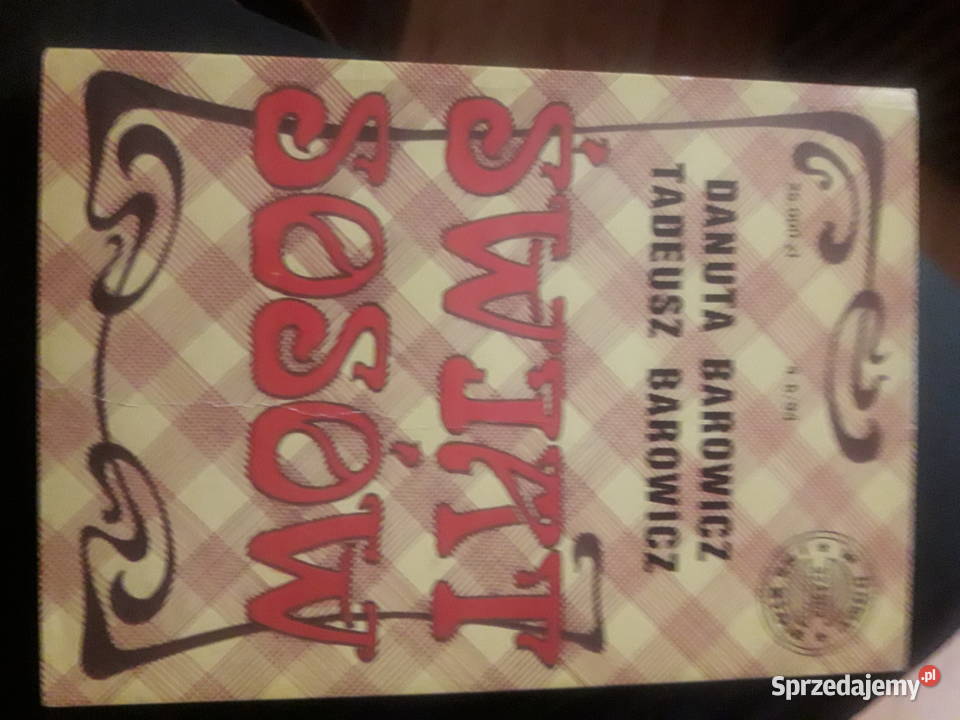 DANUTA BAROWICZ
TADEUSZ BAROWICZ
ŚWIAT
SOSÓW
Sprzedajemy.pl